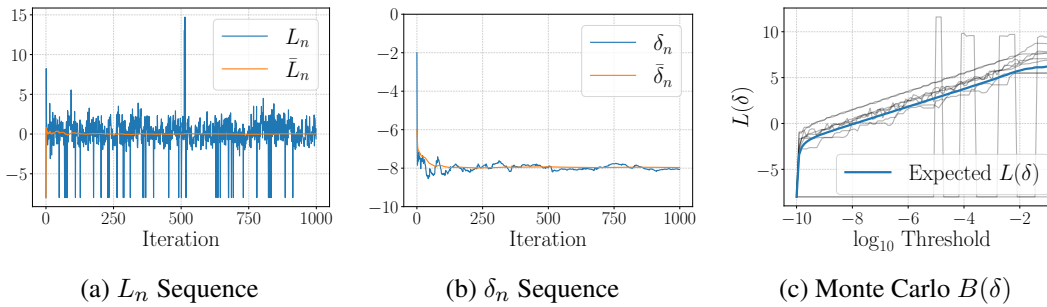 15
10
5
0
−5
L_n
L̄_n
0
250
500
750
1000
Iteration
(a) L_n Sequence
0
−2
−4
−6
−8
−10
δ_n
δ̄_n
0
250
500
750
1000
Iteration
(b) δ_n Sequence
L(δ)
10
5
0
−5
Expected L(δ)
−10
−8
−6
−4
−2
log₁₀ Threshold
(c) Monte Carlo B(δ)